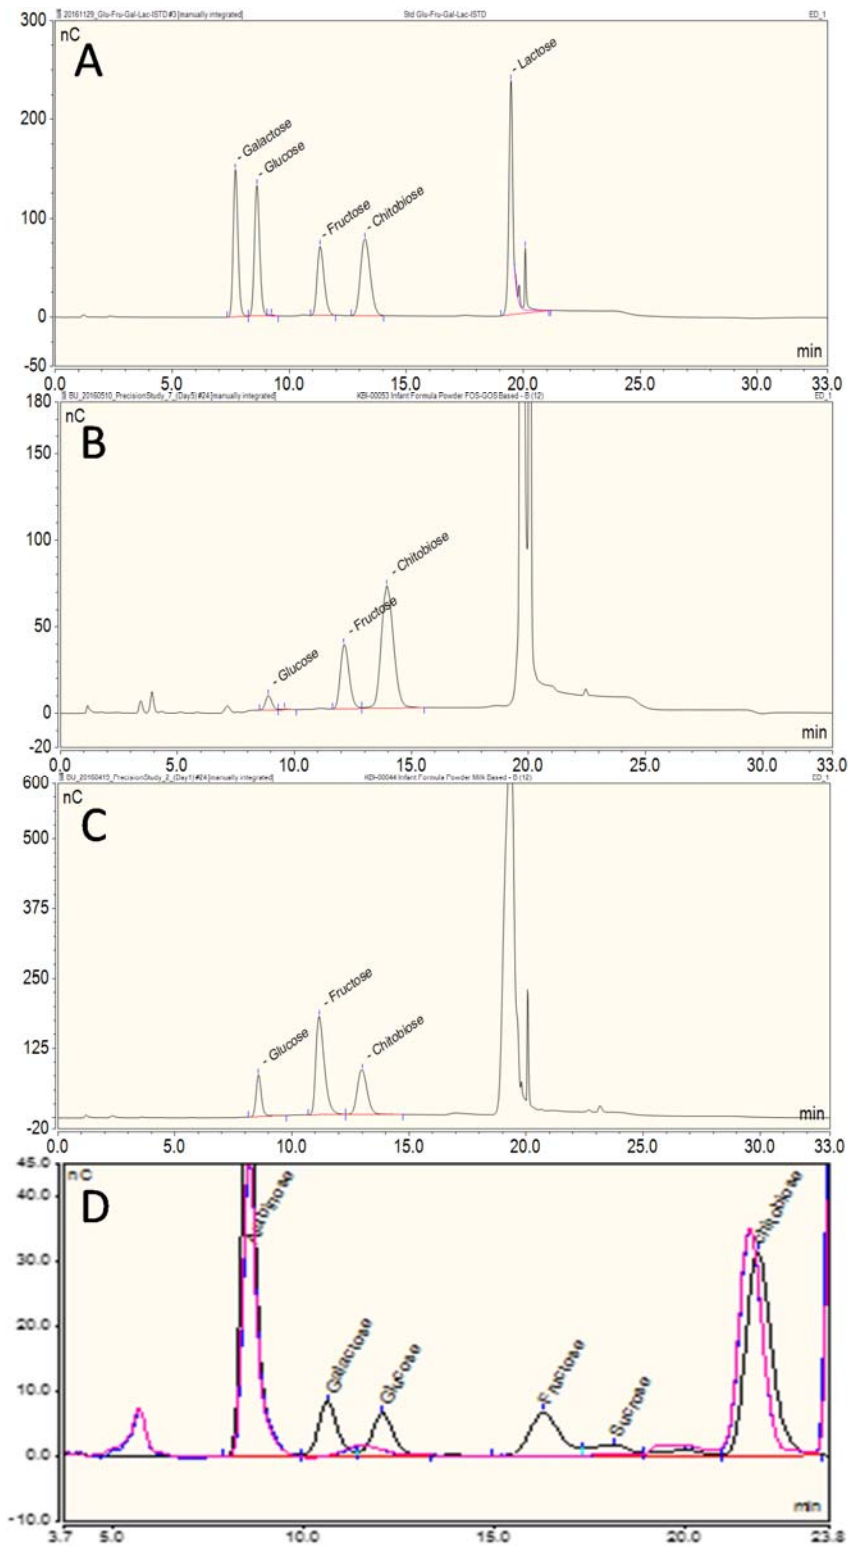 20161129_Glu-Fru-Gal-Lac-ISTD #3 [manually integrated] Std Glu-Fru-Gal-Lac-ISTD ED_1
300 nC
A
- Lactose
200
- Galactose
- Glucose
- Fructose
- Chitobiose
100
0
min
-50
0.0 5.0 10.0 15.0 20.0 25.0 30.0 33.0
BU_20160510_PrecisionStudy_7_(Day5) #24 [manually integrated] KBI-00053 Infant Formula Powder FOS-GOS Based - B (12) ED_1
180 nC
B
150
- Chitobiose
100
- Fructose
50
- Glucose
0
min
-20
0.0 5.0 10.0 15.0 20.0 25.0 30.0 33.0
BU_20160415_PrecisionStudy_2_(Day1) #24 [manually integrated] KBI-00044 Infant Formula Powder Milk Based - B (12) ED_1
600 nC
C
500
375
250
- Fructose
- Glucose
- Chitobiose
125
min
-20
0.0 5.0 10.0 15.0 20.0 25.0 30.0 33.0
45.0 nC
D
40.0
chitobiose
30.0
20.0
Galactose
Glucose
Fructose
Sucrose
10.0
0.0
min
-10.0
3.7 5.0 10.0 15.0 20.0 23.8